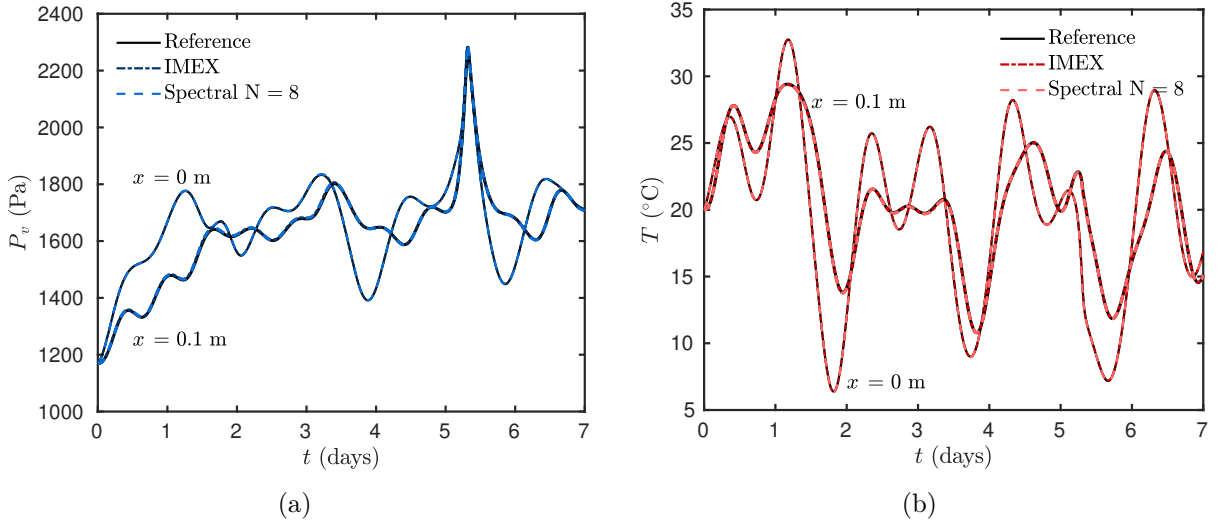 2400
2200
2000
1800
1600
1400
1200
1000
P_v (Pa)
Reference
IMEX
Spectral N = 8
x = 0 m
x = 0.1 m
0 1 2 3 4 5 6 7
t (days)
(a)
35
30
25
20
15
10
5
T (°C)
Reference
IMEX
Spectral N = 8
x = 0.1 m
x = 0 m
0 1 2 3 4 5 6 7
t (days)
(b)